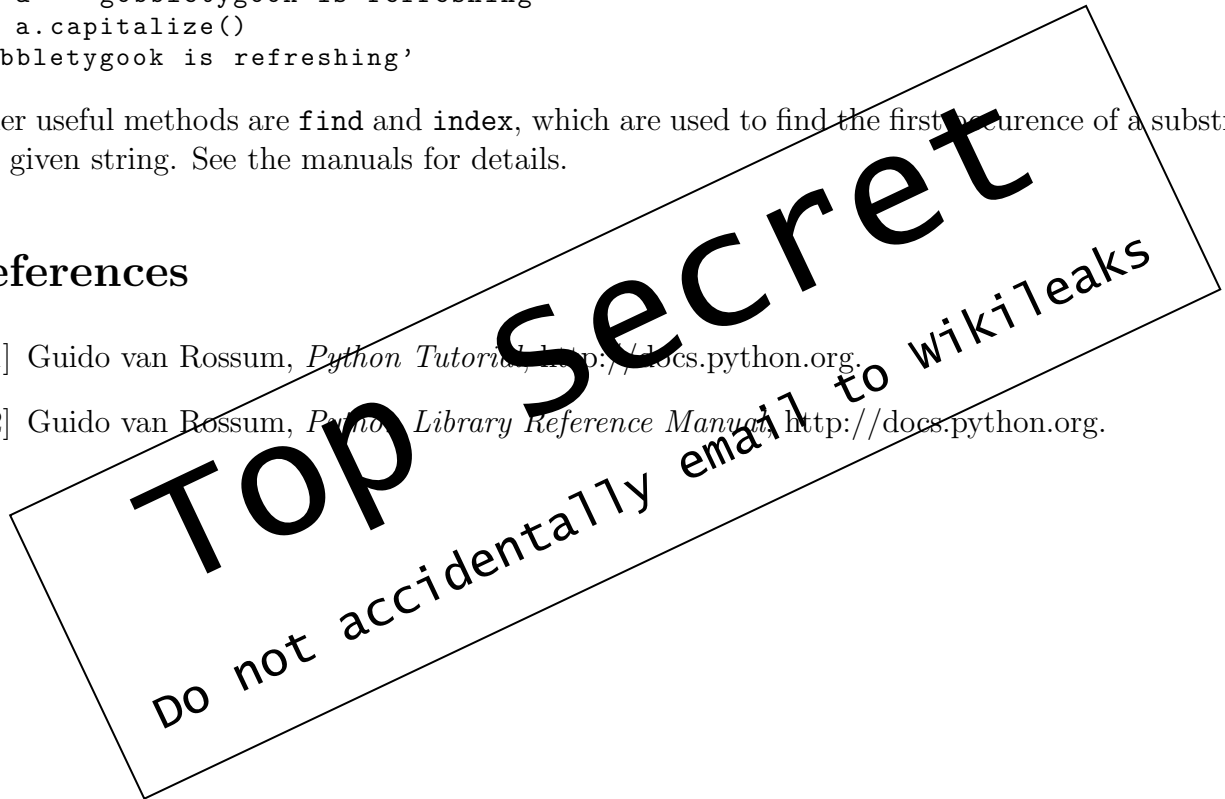 a.capitalize()
bbletygook is refreshing’
er useful methods are find and index, which are used to find the first occurence of a substr
given string. See the manuals for details.
eferences
] Guido van Rossum, Python Tutorial, http://docs.python.org.
2] Guido van Rossum, Python Library Reference Manual, http://docs.python.org.
Top Secret
Do not accidentally email to Wikileaks